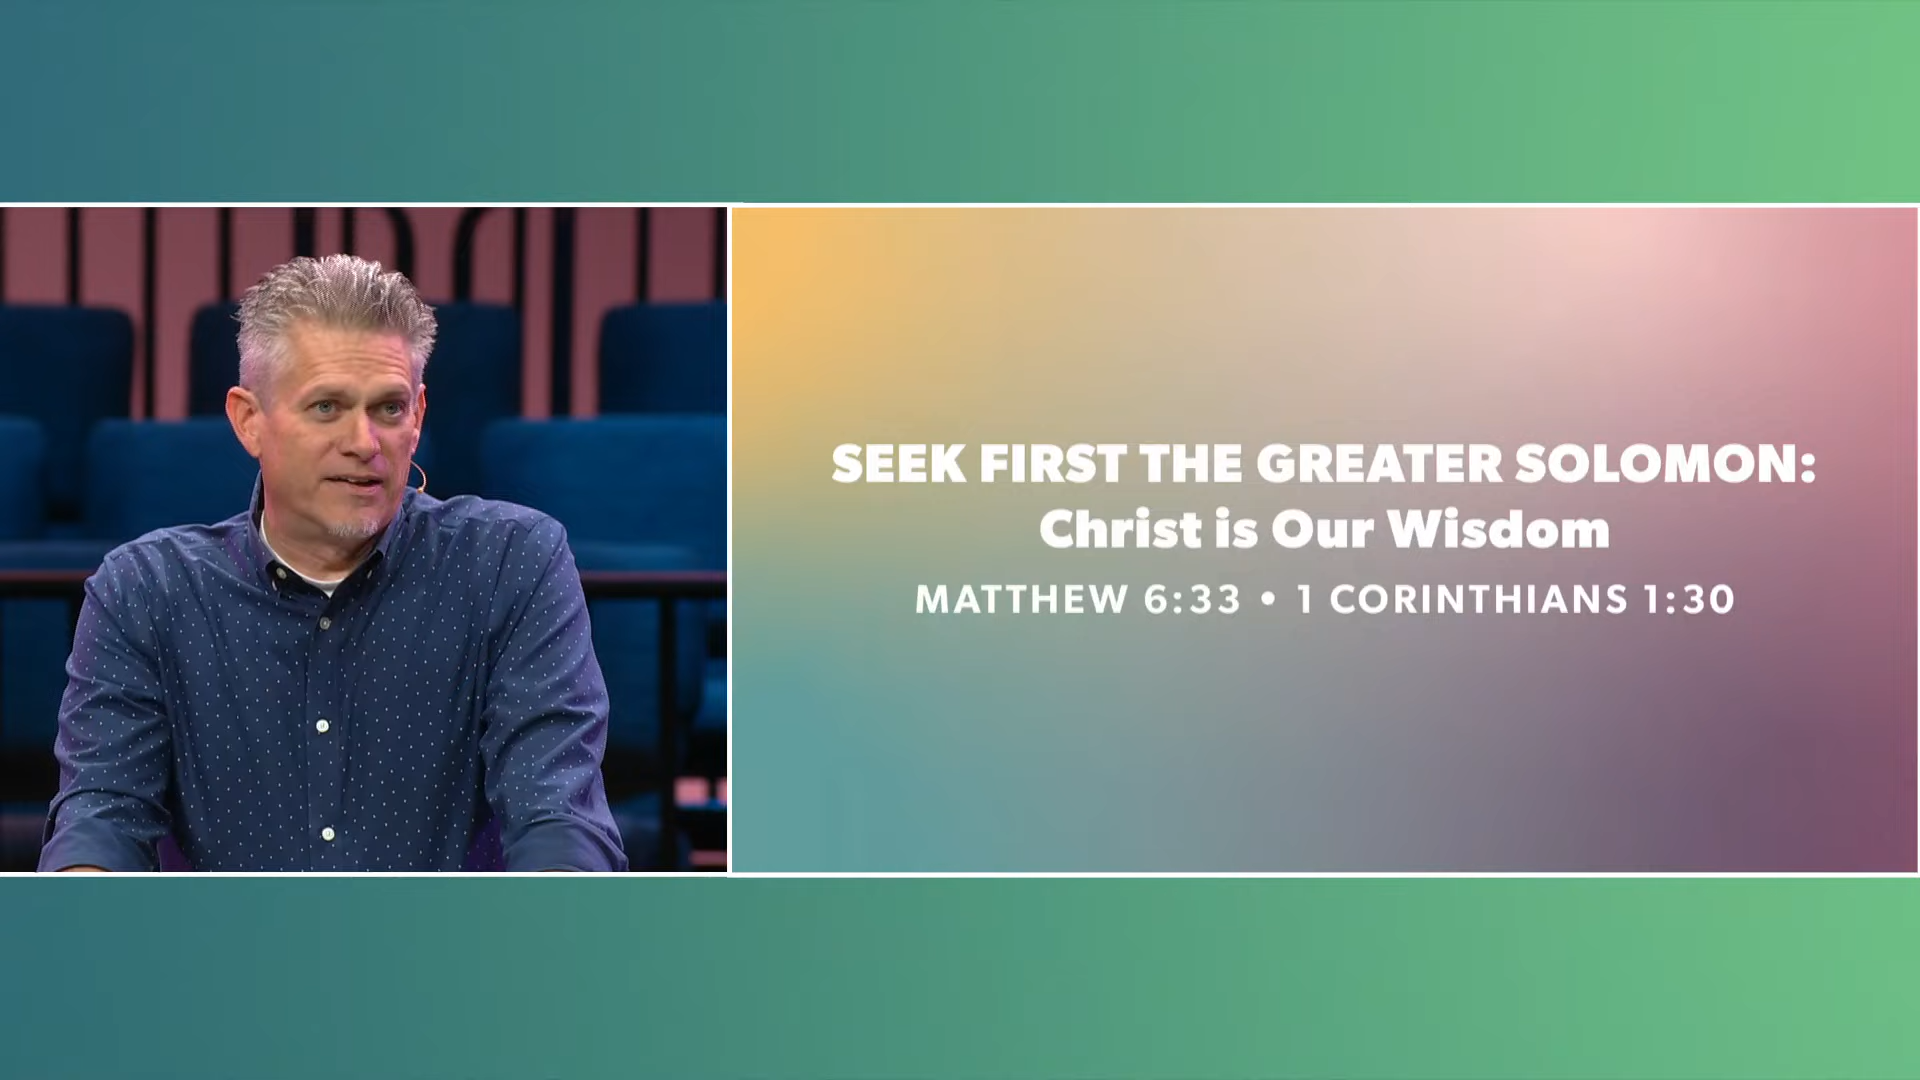 SEEK FIRST THE GREATER SOLOMON:
Christ is Our Wisdom
MATTHEW 6:33 • 1 CORINTHIANS 1:30